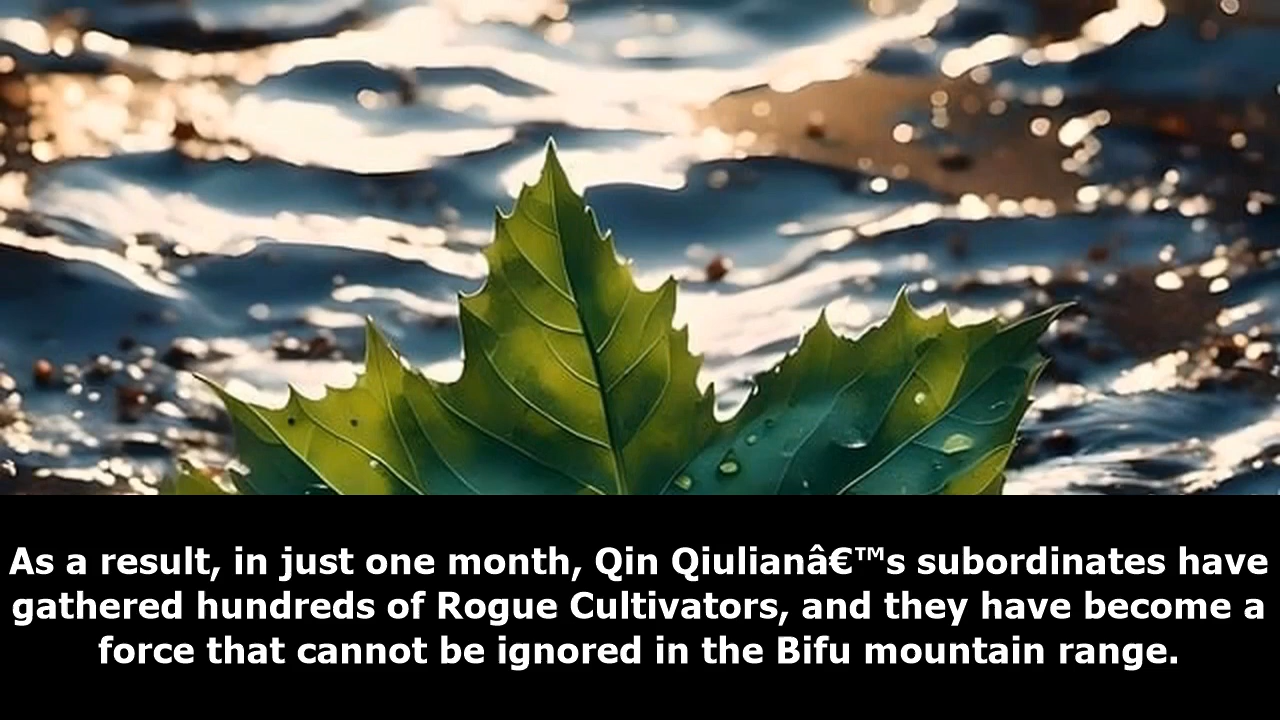 As a result, in just one month, Qin Qiulianâ€™s subordinates have
gathered hundreds of Rogue Cultivators, and they have become a
force that cannot be ignored in the Bifu mountain range.